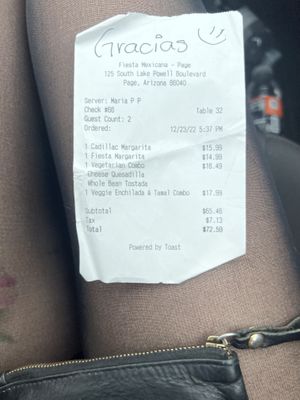 Gracias
Fiesta Mexicana - Page
125 South Lake Powell Boulevard
Page, Arizona 86040
Server: Maria P P
Check #66 Table 32
Guest Count: 2
Ordered: 12/23/22 5:37 PM
1 Cadillac Margarita $15.99
1 Fiesta Margarita $14.99
1 Vegetarian Combo $16.49
Cheese Quesadilla
Whole Bean Tostada
1 Veggie Enchilada & Tamal Combo $17.99
Subtotal $65.46
Tax $7.13
Total $72.59
Powered by Toast